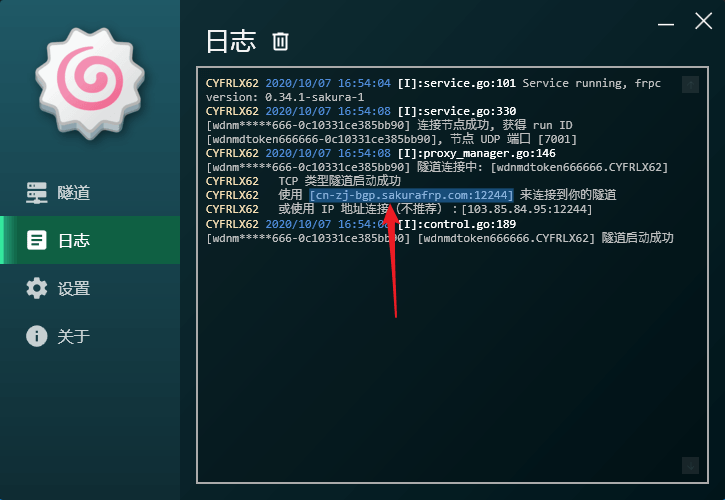 日志
隧道
日志
设置
关于
CYFRLX62 2020/10/07 16:54:04 [I]:service.go:101 Service running, frpc
version: 0.34.1-sakura-1
CYFRLX62 2020/10/07 16:54:08 [I]:service.go:330
[wdnm*****666-0c10331ce385bb90] 连接节点成功, 获得 run ID
[wdnmdtoken666666-0c10331ce385bb90], 节点 UDP 端口 [7001]
CYFRLX62 2020/10/07 16:54:08 [I]:proxy_manager.go:146
[wdnm*****666-0c10331ce385bb90] 隧道连接中: [wdnmdtoken666666.CYFRLX62]
CYFRLX62 TCP 类型隧道启动成功
CYFRLX62 使用 [cn-zj-bgp.sakurafrp.com:12244] 来连接到你的隧道
CYFRLX62 或使用 IP 地址连接（不推荐）：[103.85.84.95:12244]
CYFRLX62 2020/10/07 16:54:08 [I]:control.go:189
[wdnm*****666-0c10331ce385bb90] [wdnmdtoken666666.CYFRLX62] 隧道启动成功